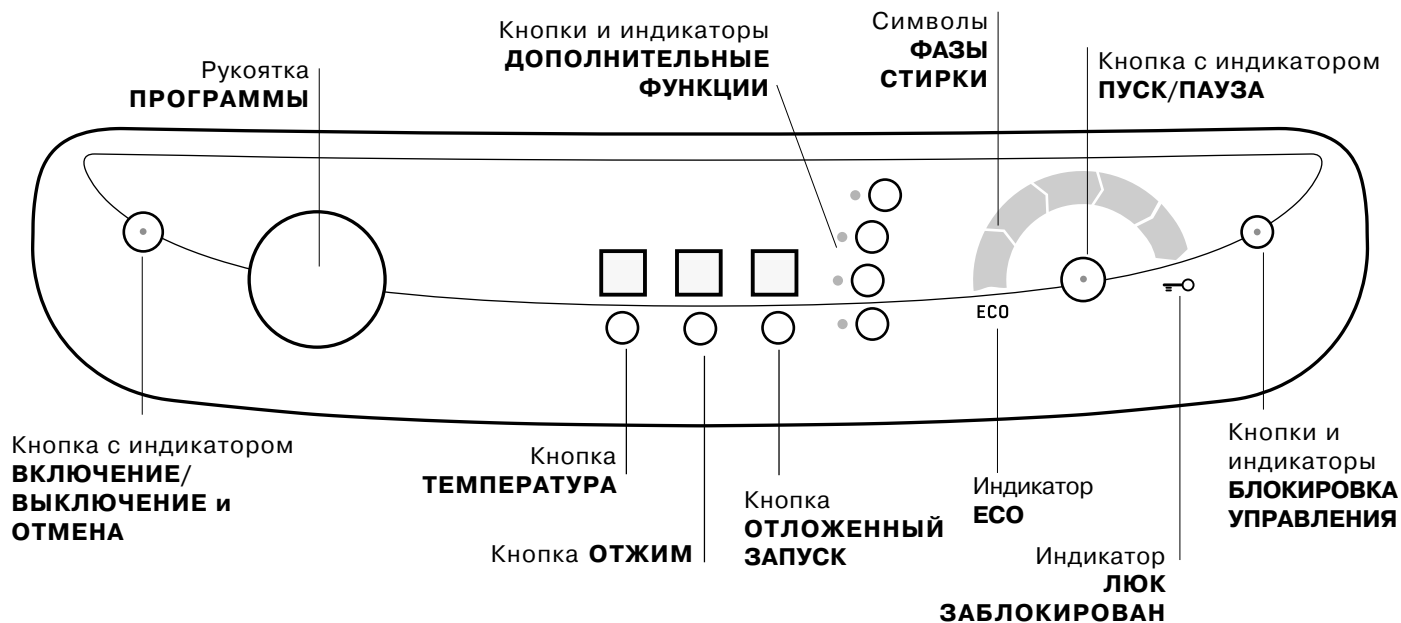 Рукоятка
ПРОГРАММЫ
Кнопки и индикаторы
ДОПОЛНИТЕЛЬНЫЕ
ФУНКЦИИ
Символы
ФАЗЫ
СТИРКИ
Кнопка с индикатором
ПУСК/ПАУЗА
ECO
Кнопка с индикатором
ВКЛЮЧЕНИЕ/
ВЫКЛЮЧЕНИЕ и
ОТМЕНА
Кнопка
ТЕМПЕРАТУРА
Кнопка ОТЖИМ
Кнопка
ОТЛОЖЕННЫЙ
ЗАПУСК
Индикатор
ECO
Индикатор
ЛЮК
ЗАБЛОКИРОВАН
Кнопки и
индикаторы
БЛОКИРОВКА
УПРАВЛЕНИЯ